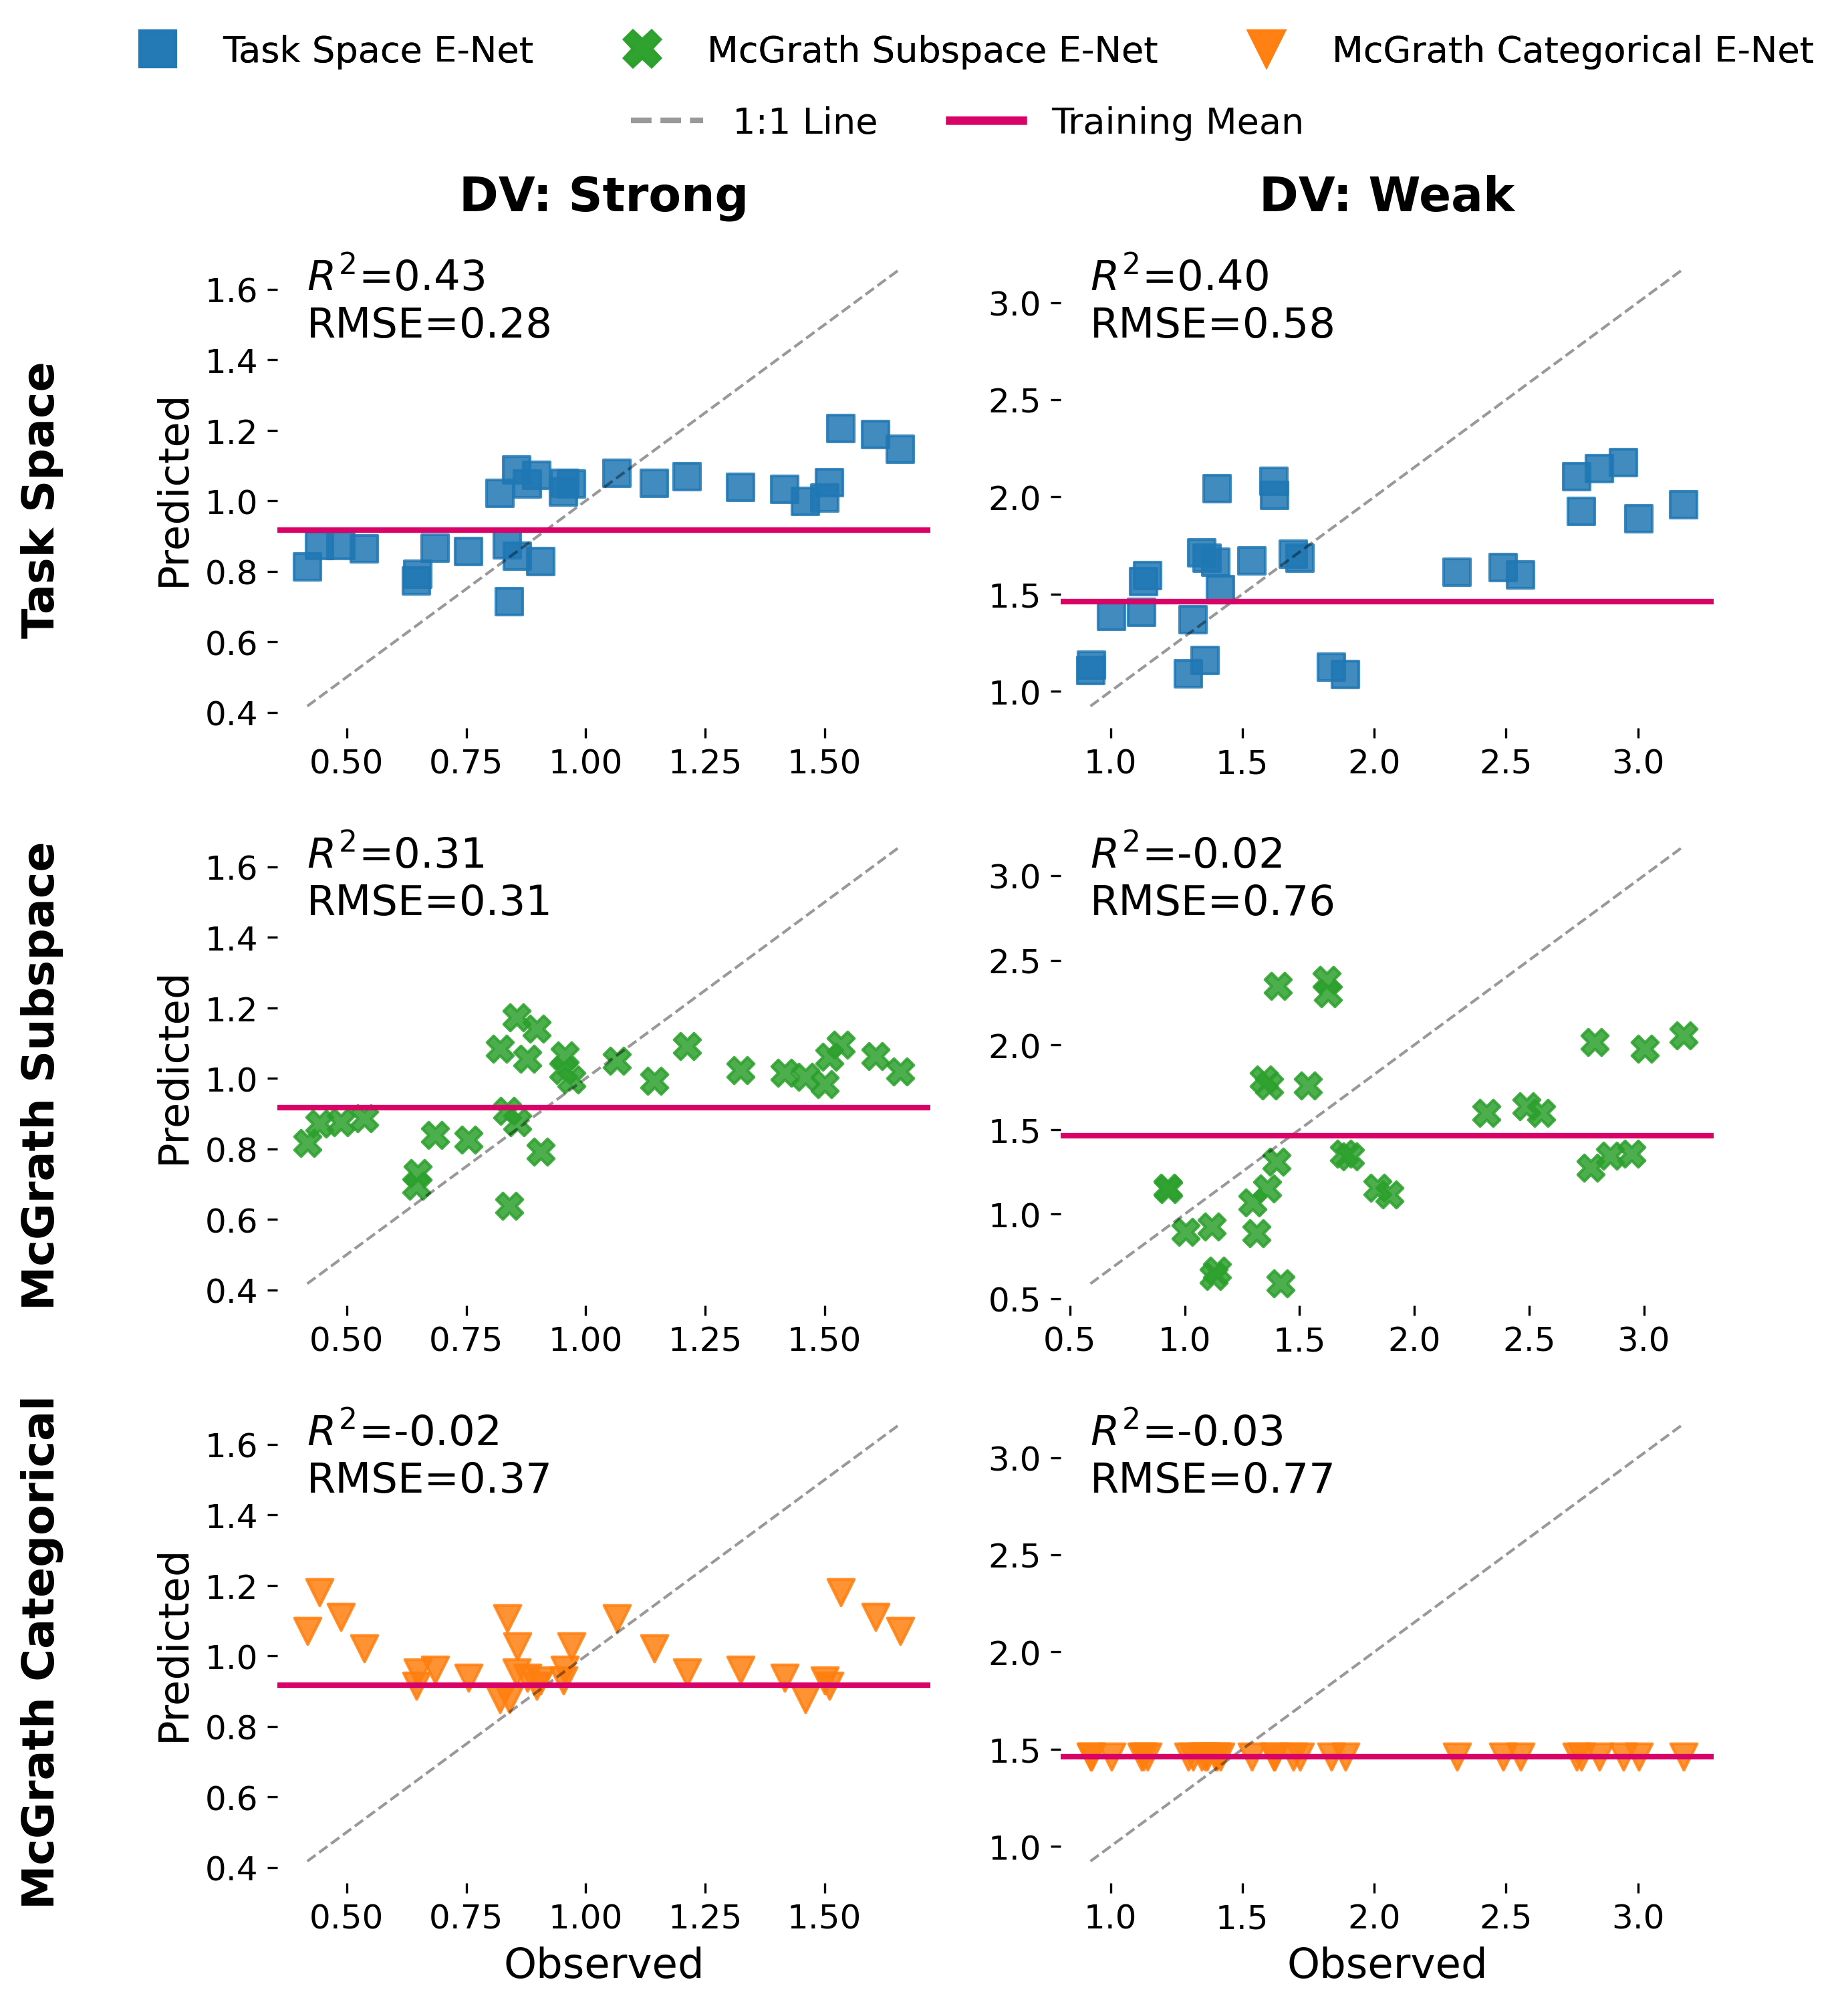 Task Space E-Net McGrath Subspace E-Net McGrath Categorical E-Net
1:1 Line Training Mean
DV: Strong DV: Weak
Task Space
Predicted
R²=0.43
RMSE=0.28
1.6
1.4
1.2
1.0
0.8
0.6
0.4
0.50 0.75 1.00 1.25 1.50
R²=0.40
RMSE=0.58
3.0
2.5
2.0
1.5
1.0
1.0 1.5 2.0 2.5 3.0
McGrath Subspace
Predicted
R²=0.31
RMSE=0.31
1.6
1.4
1.2
1.0
0.8
0.6
0.4
0.50 0.75 1.00 1.25 1.50
R²=-0.02
RMSE=0.76
3.0
2.5
2.0
1.5
1.0
0.5
0.5 1.0 1.5 2.0 2.5 3.0
McGrath Categorical
Predicted
R²=-0.02
RMSE=0.37
1.6
1.4
1.2
1.0
0.8
0.6
0.4
0.50 0.75 1.00 1.25 1.50
Observed
R²=-0.03
RMSE=0.77
3.0
2.5
2.0
1.5
1.0
1.0 1.5 2.0 2.5 3.0
Observed